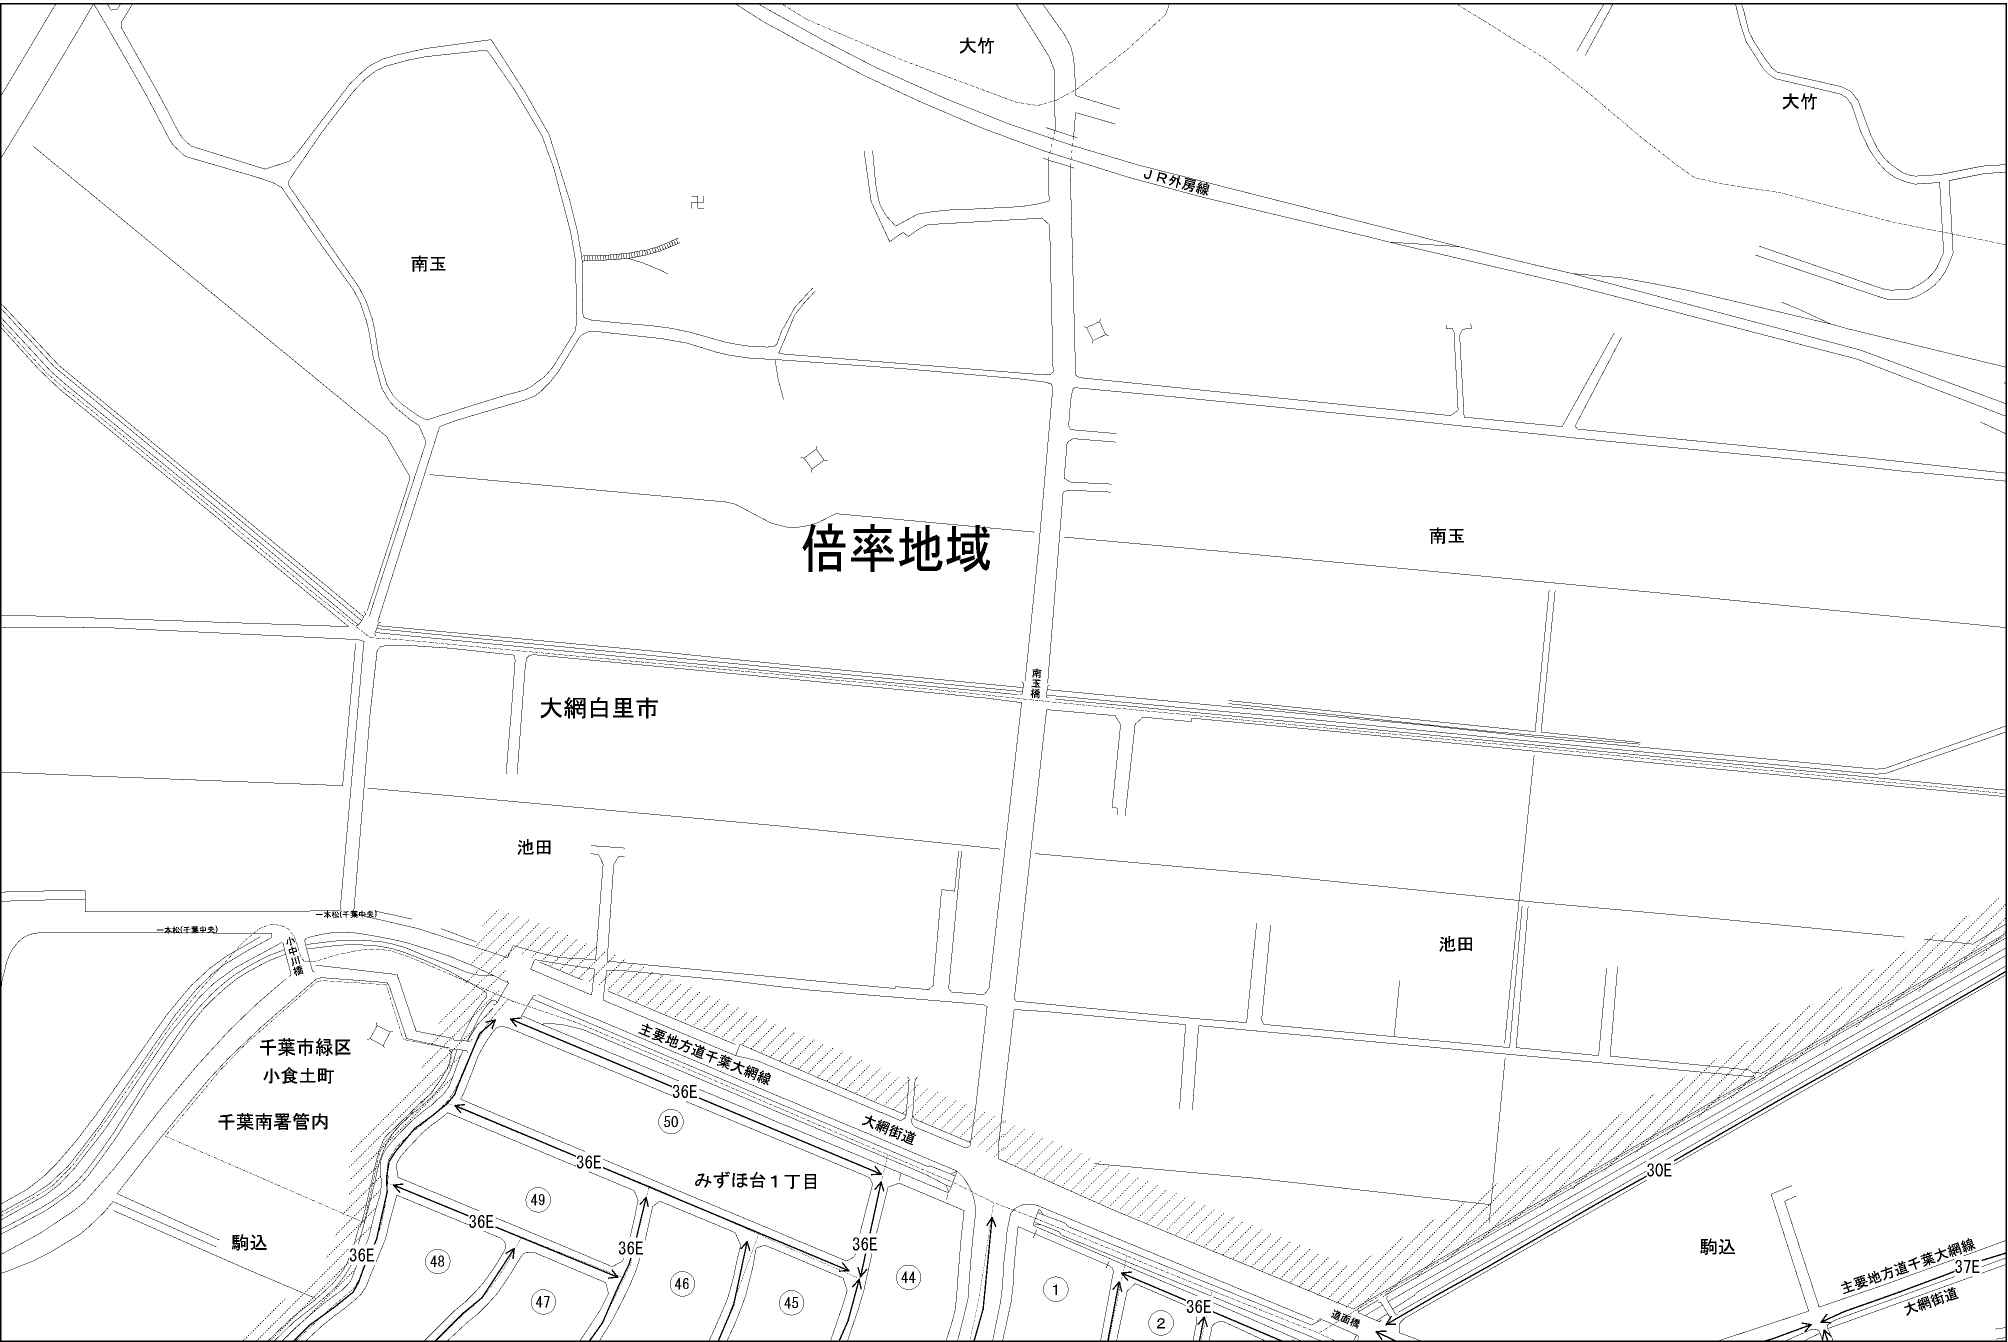 大竹
大竹
ＪＲ外房線
南玉
倍率地域
南玉
南玉橋
大網白里市
池田
一本松(千葉中央)
一本松(千葉中央)
小中川橋
池田
千葉市緑区
小食土町
千葉南署管内
主要地方道千葉大網線
36E
50
大網街道
36E
みずほ台１丁目
30E
49
36E
駒込
36E
36E
36E
48
46
44
47
45
1
36E
2
道面橋
駒込
主要地方道千葉大網線
37E
大網街道